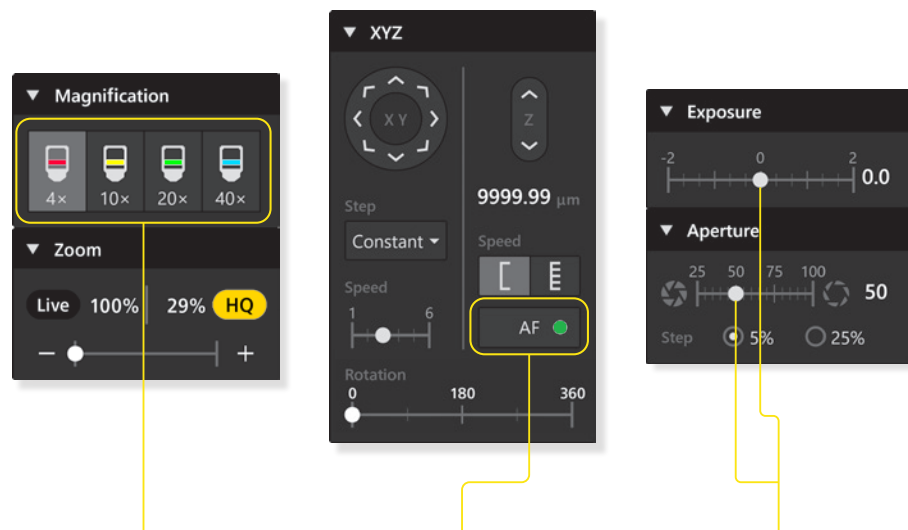 Magnification
4× 10× 20× 40×
Zoom
Live 100% 29% HQ
− +
XYZ
X Y
Z
9999.99 µm
Step
Constant
Speed
1 6
Speed
AF
Rotation
0 180 360
Exposure
-2 0 2
0.0
Aperture
25 50 75 100
50
Step 5% 25%